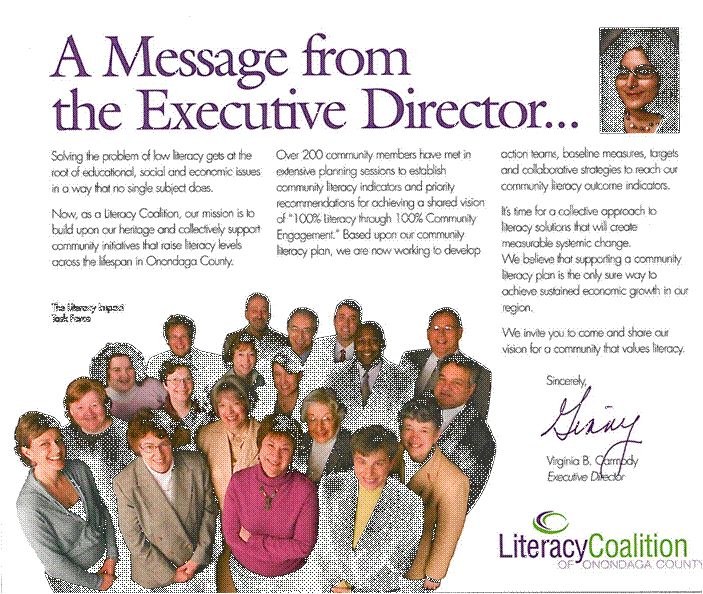 A Message from
the Executive Director...
Solving the problem of low literacy gets at the
root of educational, social and economic issues
in a way that no single subject does.
Now, as a Literacy Coalition, our mission is to
build upon our heritage and collectively support
community initiatives that raise literacy levels
across the lifespan in Onondaga County.
Over 200 community members have met in
extensive planning sessions to establish
community literacy indicators and priority
recommendations for achieving a shared vision
of "100% Literacy through 100% Community
Engagement." Based upon our community
literacy plan, we are now working to develop
action teams, baseline measures, targets
and collaborative strategies to reach our
community literacy outcome indicators.
It's time for a collective approach to
literacy solutions that will create
measurable systemic change.
We believe that supporting a community
literacy plan is the only sure way to
achieve sustained economic growth in our
region.
We invite you to come and share our
vision for a community that values literacy.
The Literacy Impact
Task Force
Sincerely,
Ginny
Virginia B. Carmody
Executive Director
LiteracyCoalition
OF ONONDAGA COUNTY